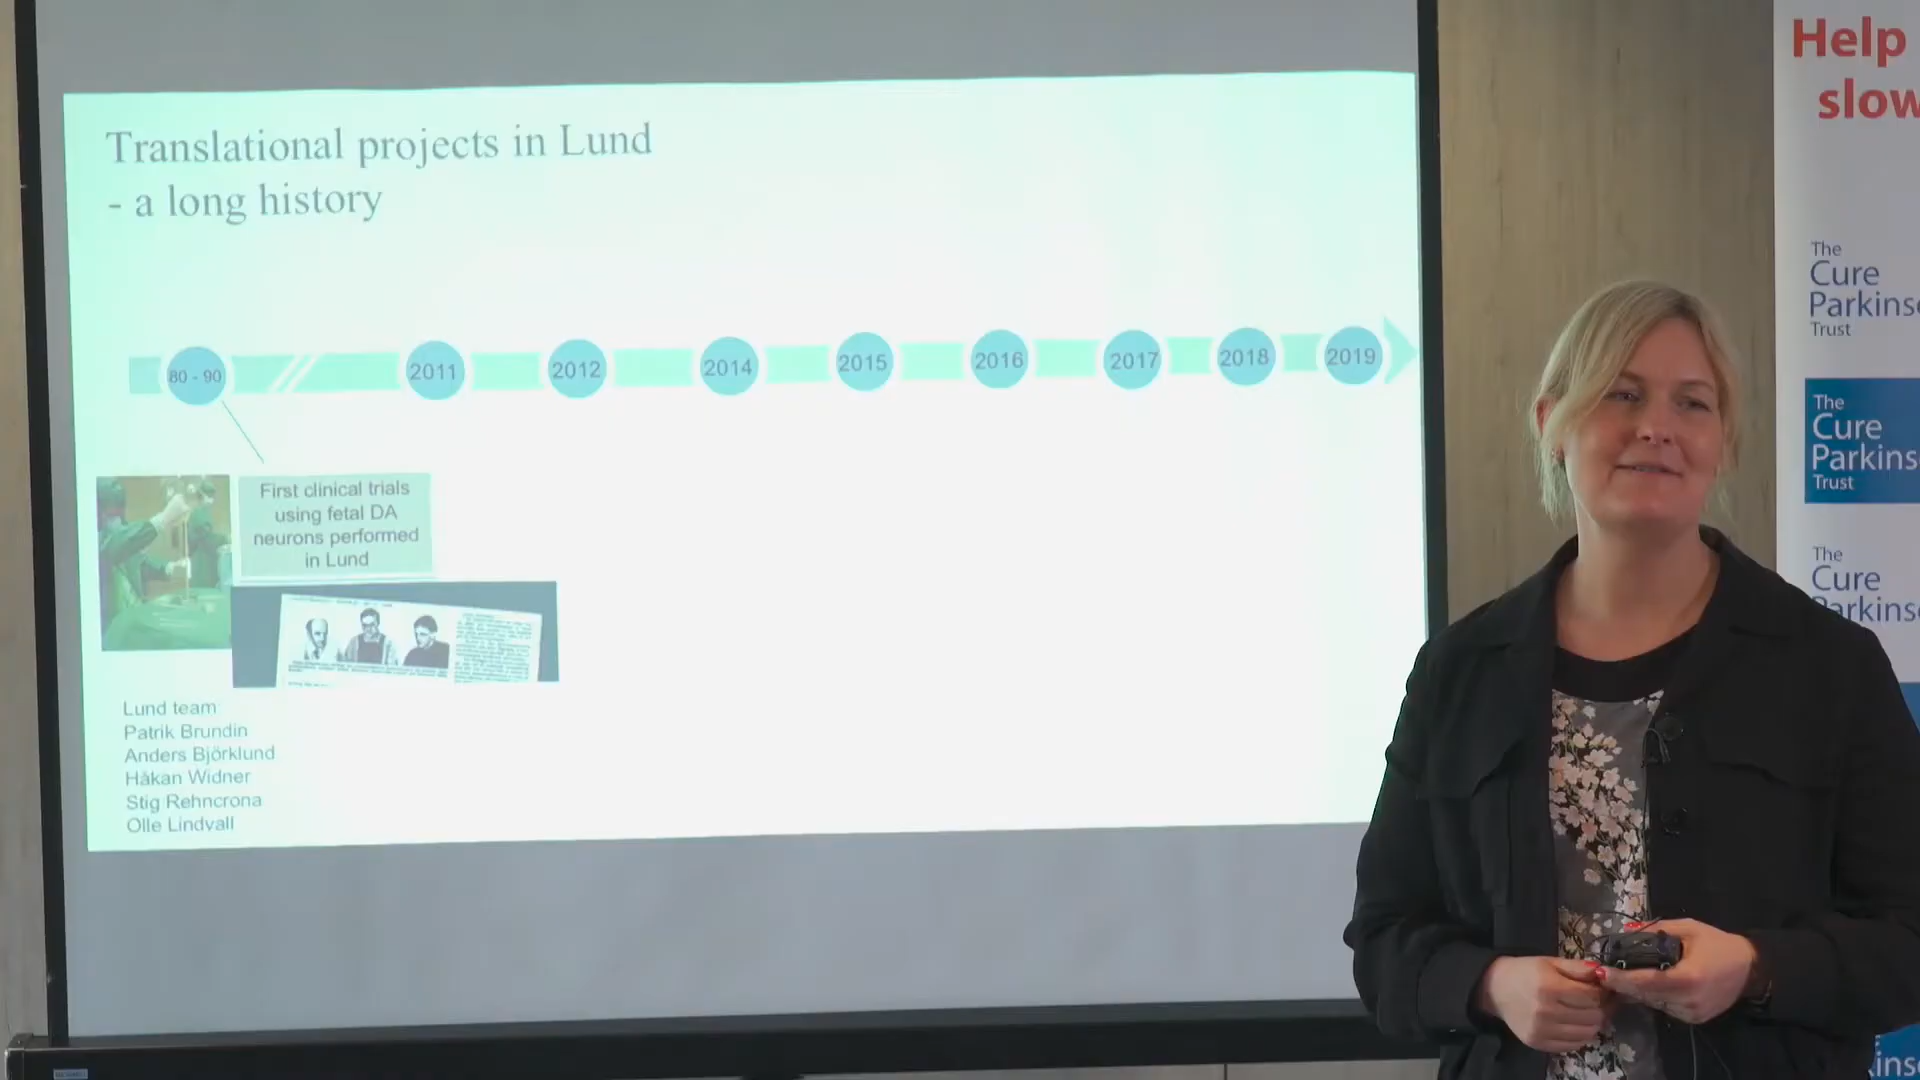 Translational projects in Lund
- a long history
80 - 90
2011
2012
2014
2015
2016
2017
2018
2019
First clinical trials
using fetal DA
neurons performed
in Lund
Lund team
Patrik Brundin
Anders Björklund
Håkan Widner
Stig Rehncrona
Olle Lindvall
Help
slow
The
Cure
Parkins
Trust
The
Cure
Parkins
Trust
The
Cure
Parkins